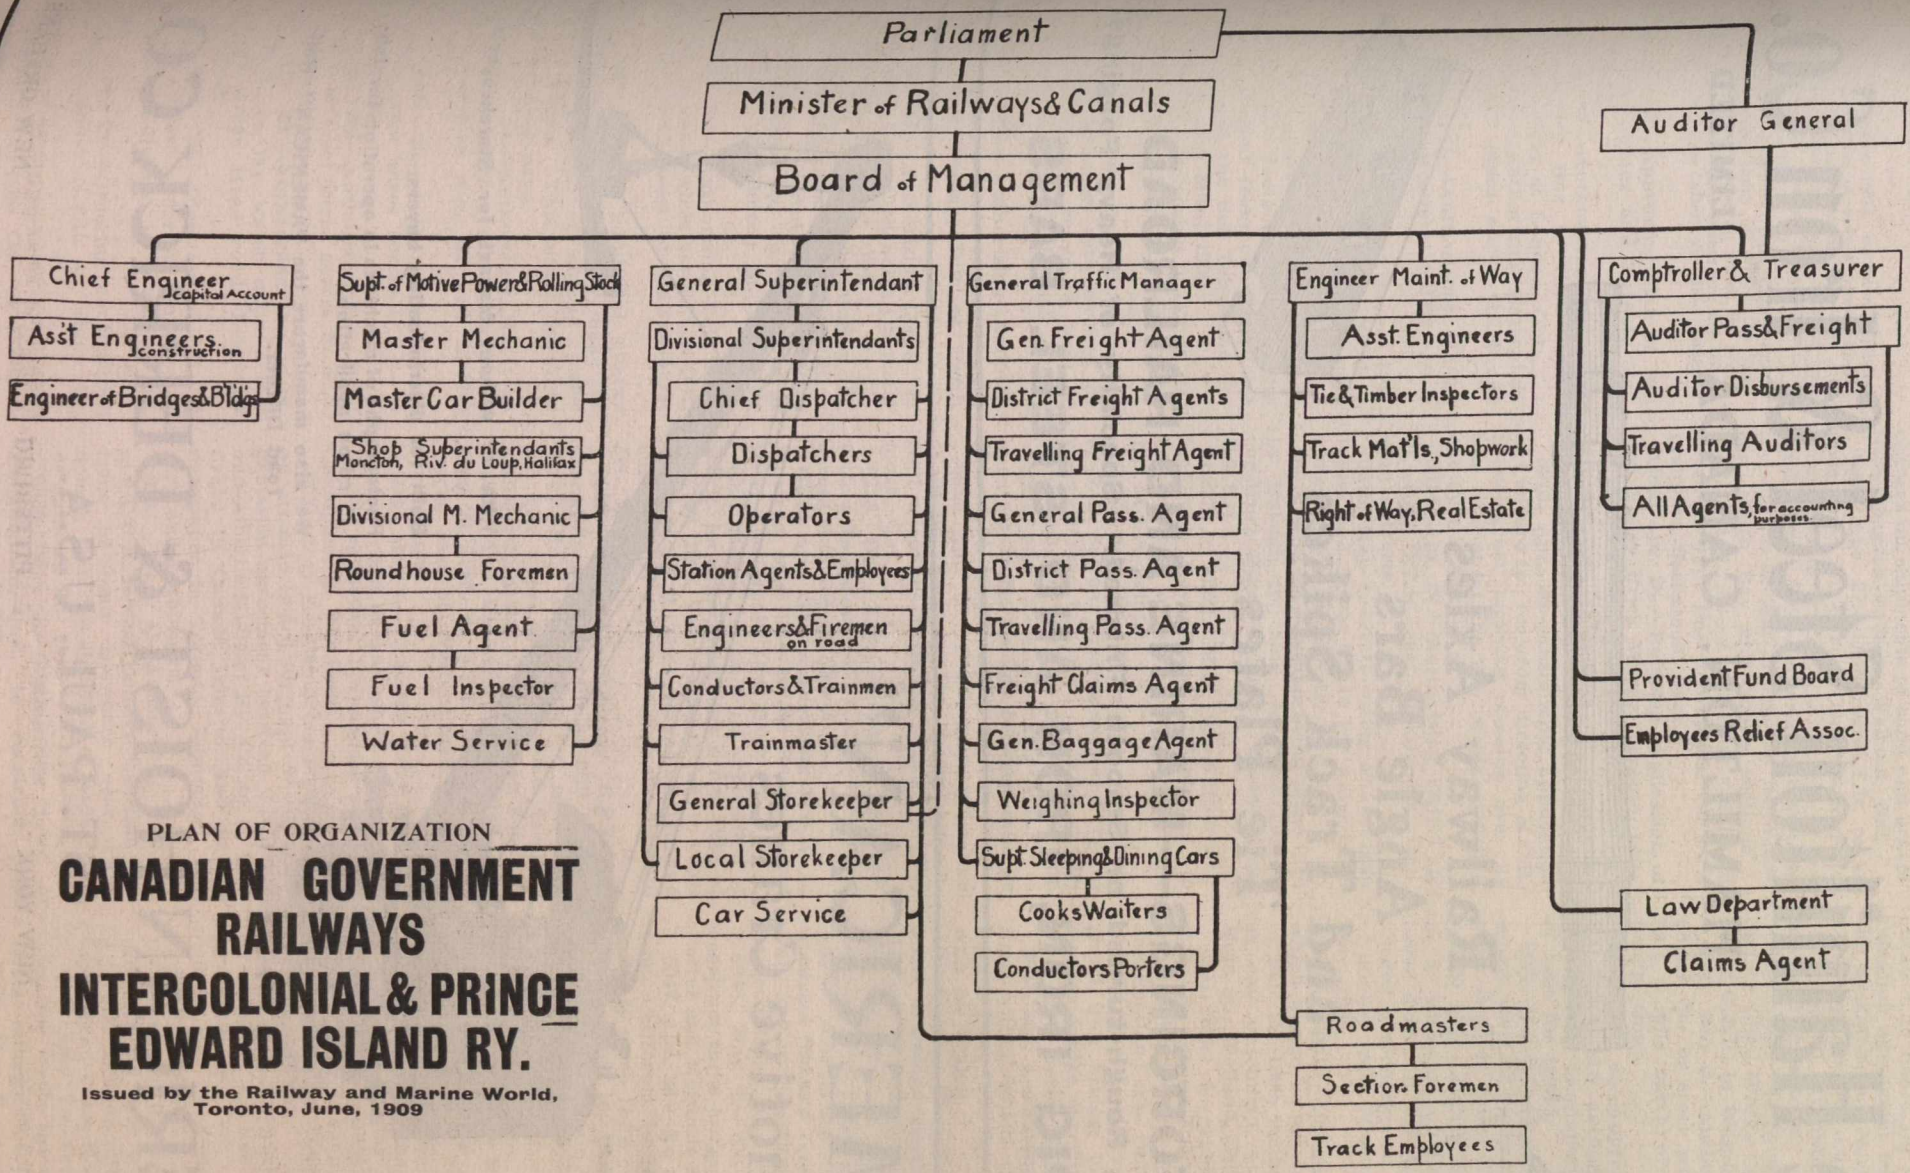 Parliament
Minister of Railways & Canals
Auditor General
Board of Management
Chief Engineer
capital Account
Ass't Engineers.
construction
Engineer of Bridges & Bldgs
Supt. of Motive Power & Rolling Stock
Master Mechanic
Master Car Builder
Shop Superintendants
Moncton, Riv. du Loup, Halifax
Divisional M. Mechanic
Roundhouse Foremen
Fuel Agent
Fuel Inspector
Water Service
General Superintendant
Divisional Superintendants
Chief Dispatcher
Dispatchers
Operators
Station Agents & Employees
Engineers & Firemen
on road
Conductors & Trainmen
Trainmaster
General Storekeeper
Local Storekeeper
Car Service
General Traffic Manager
Gen. Freight Agent
District Freight Agents
Travelling Freight Agent
General Pass. Agent
District Pass. Agent
Travelling Pass. Agent
Freight Claims Agent
Gen. Baggage Agent
Weighing Inspector
Supt. Sleeping & Dining Cars
Cooks Waiters
Conductors Porters
Engineer Maint. of Way
Asst. Engineers
Tie & Timber Inspectors
Track Mat'ls., Shopwork
Right of Way, Real Estate
Roadmasters
Section Foremen
Track Employees
Comptroller & Treasurer
Auditor Pass & Freight
Auditor Disbursements
Travelling Auditors
All Agents, for accounting
purposes.
Provident Fund Board
Employees Relief Assoc.
Law Department
Claims Agent
PLAN OF ORGANIZATION
CANADIAN GOVERNMENT
RAILWAYS
INTERCOLONIAL & PRINCE
EDWARD ISLAND RY.
Issued by the Railway and Marine World,
Toronto, June, 1909